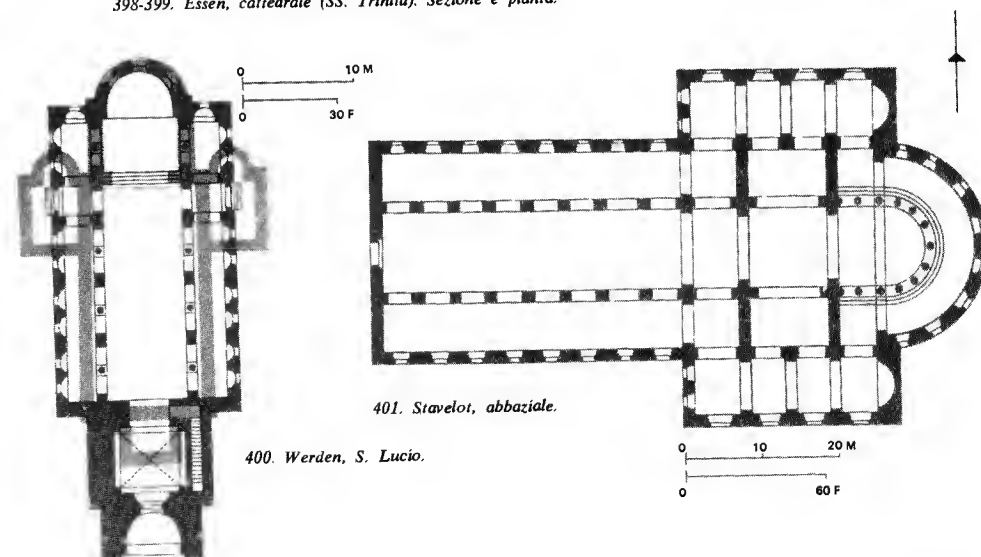 398-399. Essen, cattedrale (SS. Trinità). Sezione e pianta.
0 10 M
0 30 F
401. Stavelot, abbaziale.
400. Werden, S. Lucio.
0 10 20 M
0 60 F